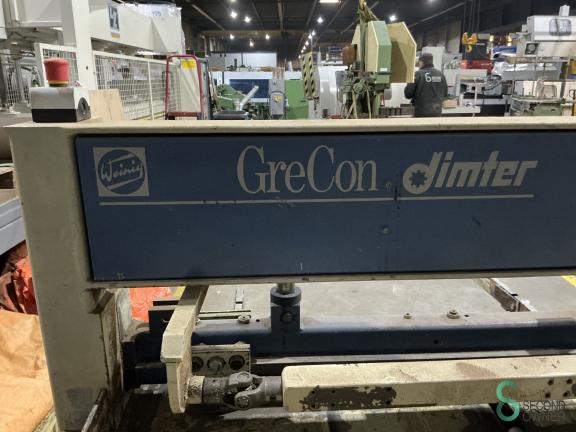 Weinig GreCon dimter
SECOND
OWNER